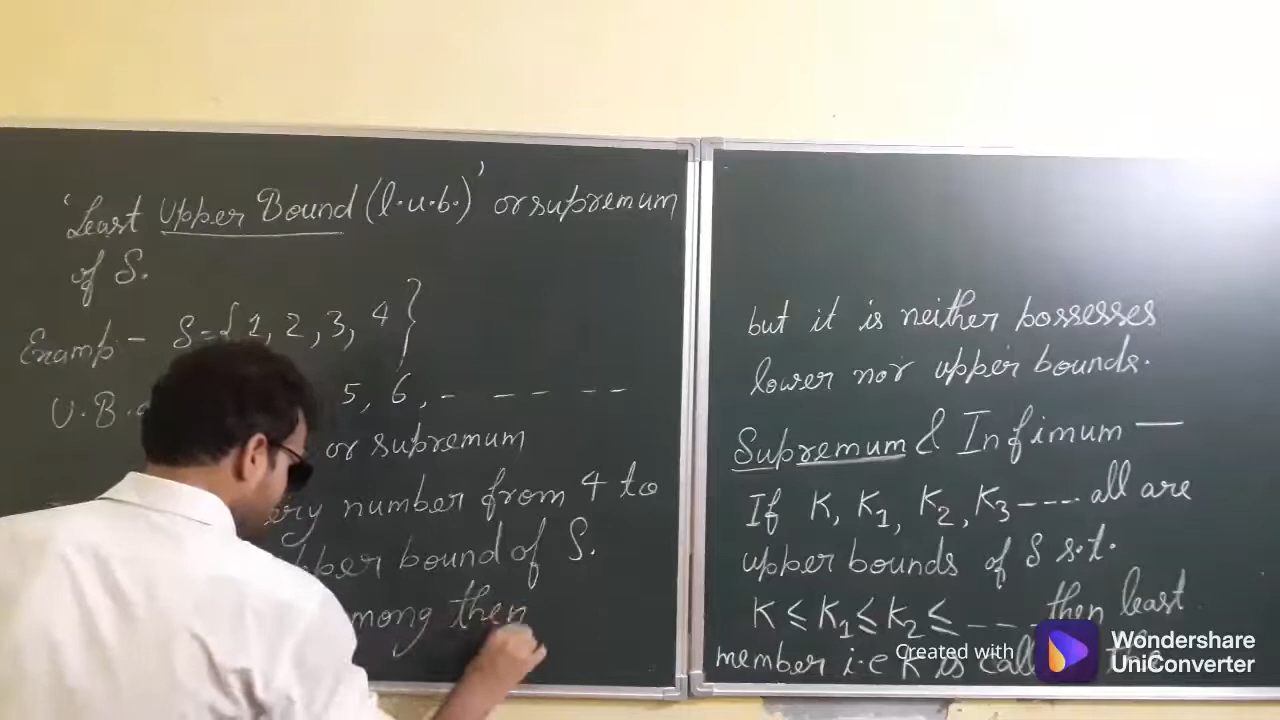 'Least Upper Bound (l.u.b.)' or supremum
of S.
Examp - S={1, 2, 3, 4}
U.B. 5, 6, - - - - -
or supremum
number from 4 to
bound of S.
then
but it is neither possesses
lower nor upper bounds.
Supremum & Infimum —
If K, K₁, K₂, K₃ ---- all are
upper bounds of S s.t.
K ≤ K₁ ≤ K₂ ≤ - - - then least
member i.e K is
Created with Wondershare UniConverter